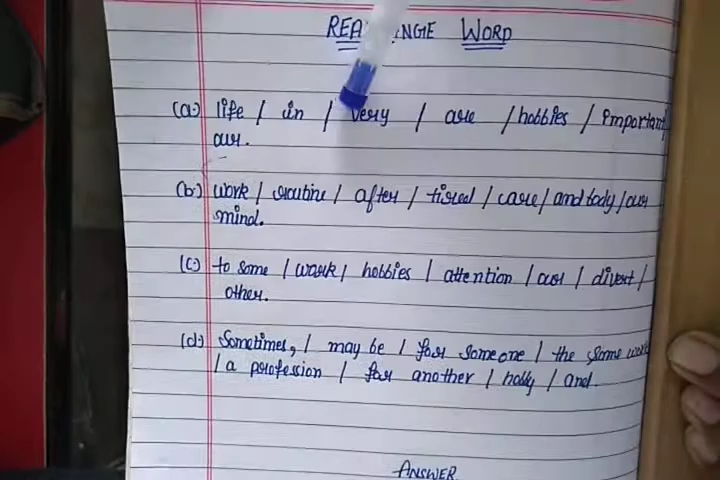 WORD
(a) life / in / very / are / hobbies / important
our.
(b) work / routine / after / tired / care / and body / our
mind.
(c) to some / work / hobbies / attention / our / divert /
other.
(d) Sometimes, / may be / for someone / the same work
/ a profession / for another / hobby / and.
ANSWER